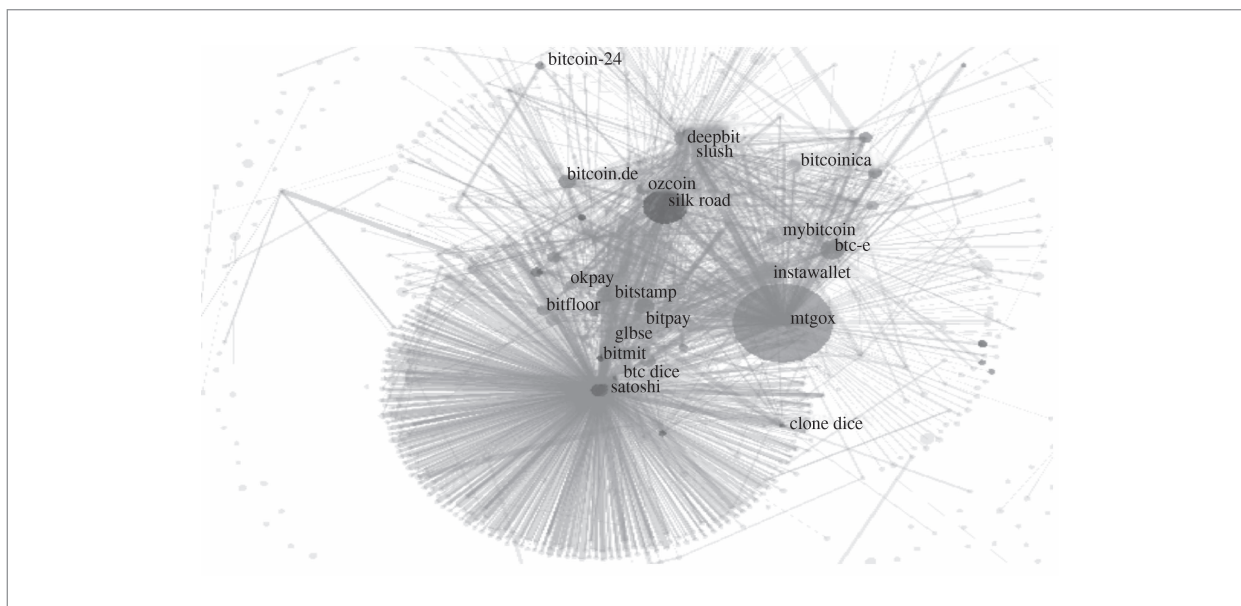 bitcoin-24
deepbit
slush
bitcoinica
bitcoin.de
ozcoin
silk road
mybitcoin
btc-e
instawallet
okpay
bitstamp
bitfloor
bitpay
mtgox
glbse
bitmit
btc dice
satoshi
clone dice